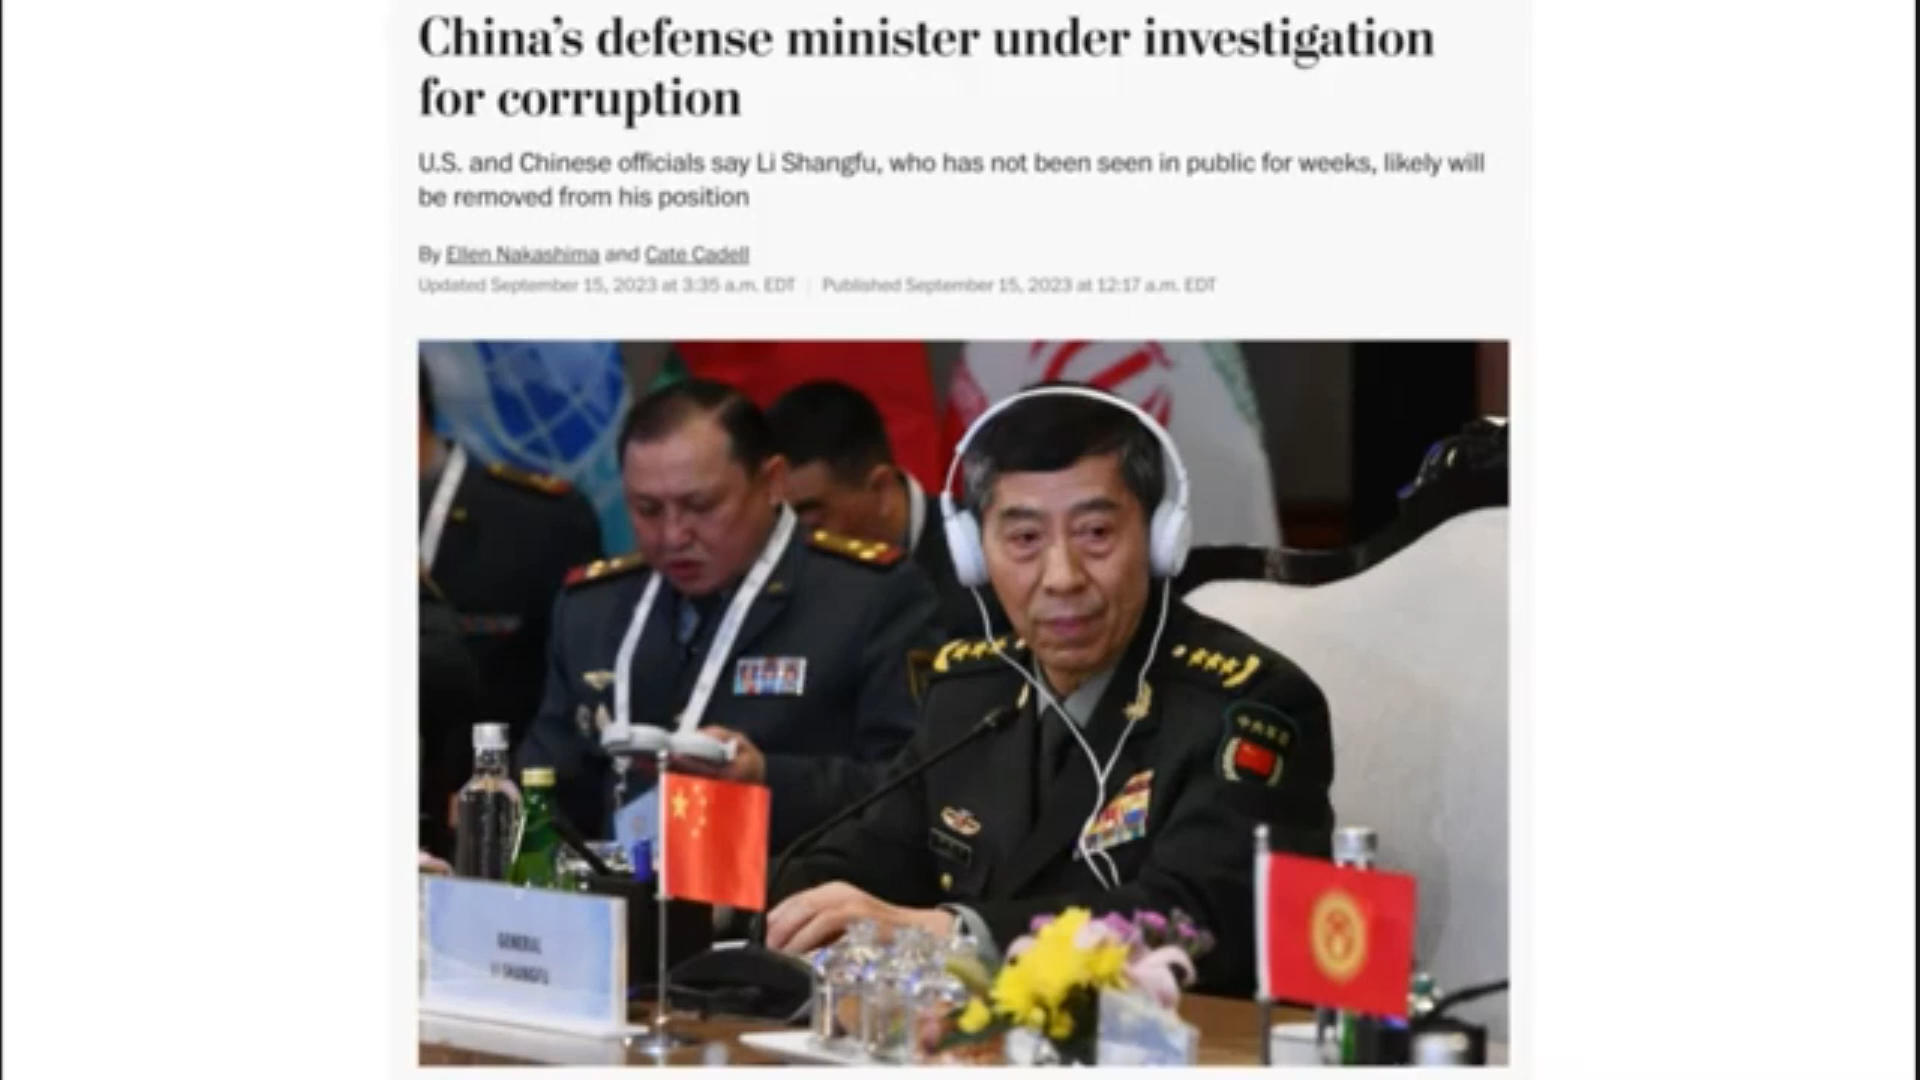 China's defense minister under investigation
for corruption
U.S. and Chinese officials say Li Shangfu, who has not been seen in public for weeks, likely will
be removed from his position
By Ellen Nakashima and Cate Cadell
Updated September 15, 2023 at 3:35 a.m. EDT | Published September 15, 2023 at 12:17 a.m. EDT
GENERAL
LI SHANGFU